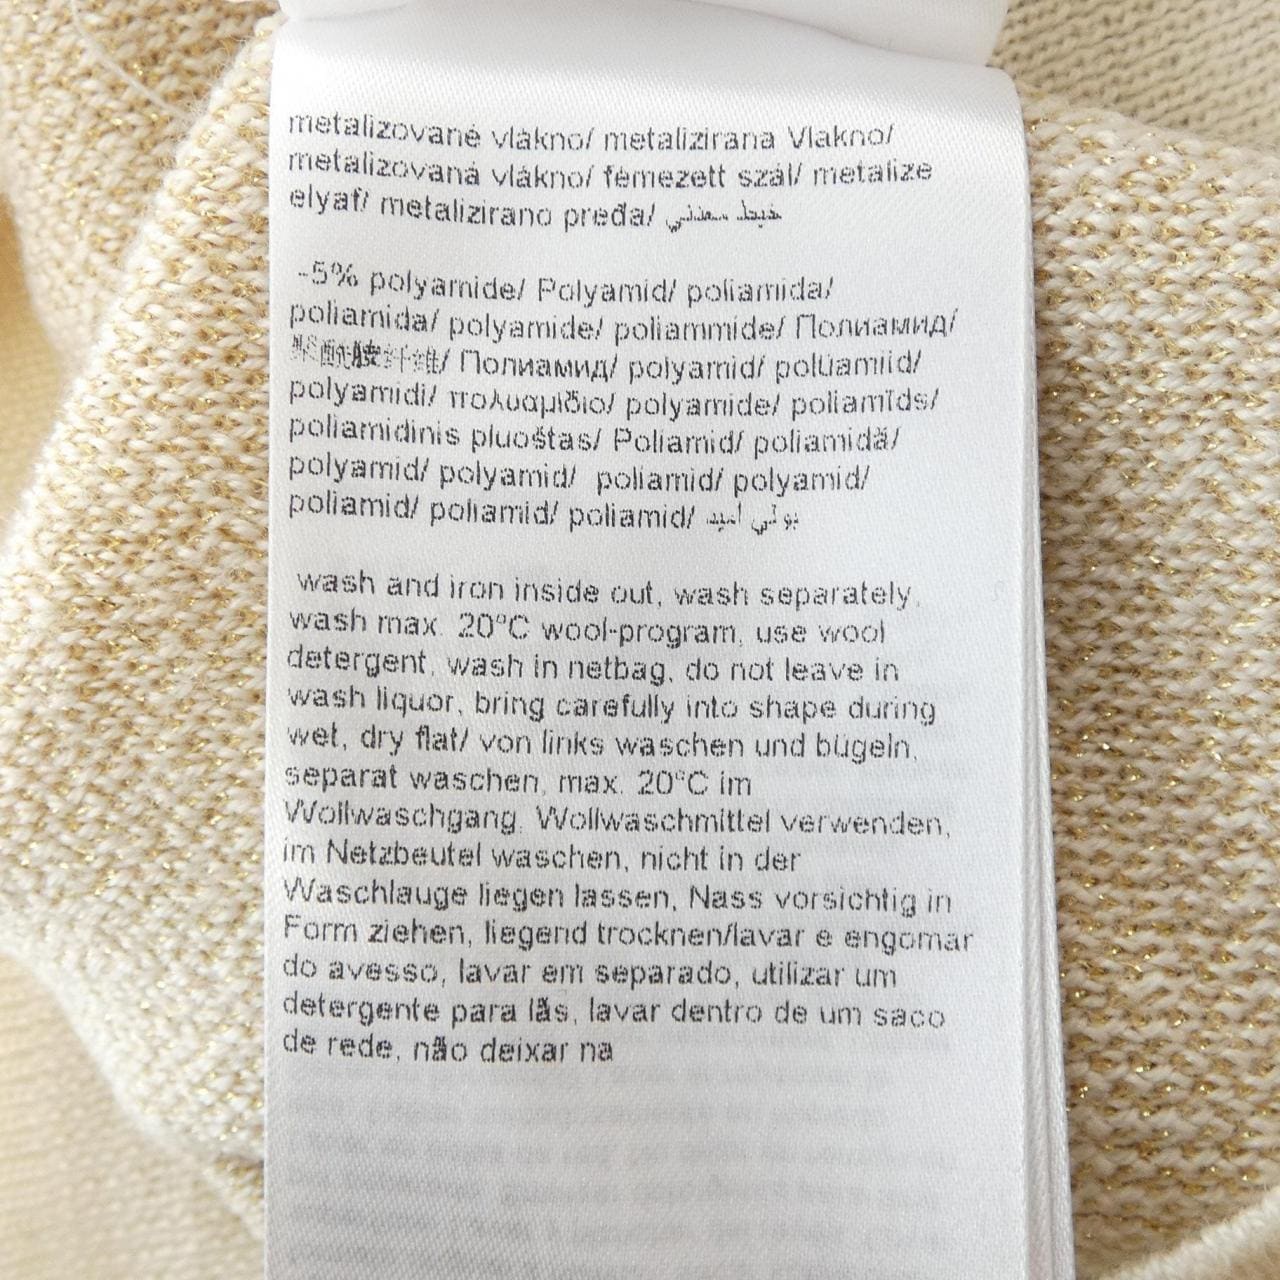 metalizované vlákno/ metalizirana Vlakno/
metalizovaná vlákno/ fémezett szál/ metalize
elyaf/ metalizirano pređa/ خيط معدني
-5% polyamide/ Polyamid/ poliamida/
poliamida/ polyamide/ poliammide/ Полиамид/
聚酰胺纤维/ Полиамид/ polyamid/ polüamiid/
polyamidi/ πολυαμίδιο/ polyamide/ poliamīds/
poliamidinis pluoštas/ Poliamid/ poliamidă/
polyamid/ polyamid/ poliamid/ polyamid/
poliamid/ poliamid/ poliamid/ بولي أميد
wash and iron inside out, wash separately,
wash max. 20°C wool-program, use wool
detergent, wash in netbag, do not leave in
wash liquor, bring carefully into shape during
wet, dry flat/ von links waschen und bügeln,
separat waschen, max. 20°C im
Wollwaschgang, Wollwaschmittel verwenden,
im Netzbeutel waschen, nicht in der
Waschlauge liegen lassen, Nass vorsichtig in
Form ziehen, liegend trocknen/lavar e engomar
do avesso, lavar em separado, utilizar um
detergente para lãs, lavar dentro de um saco
de rede, não deixar na